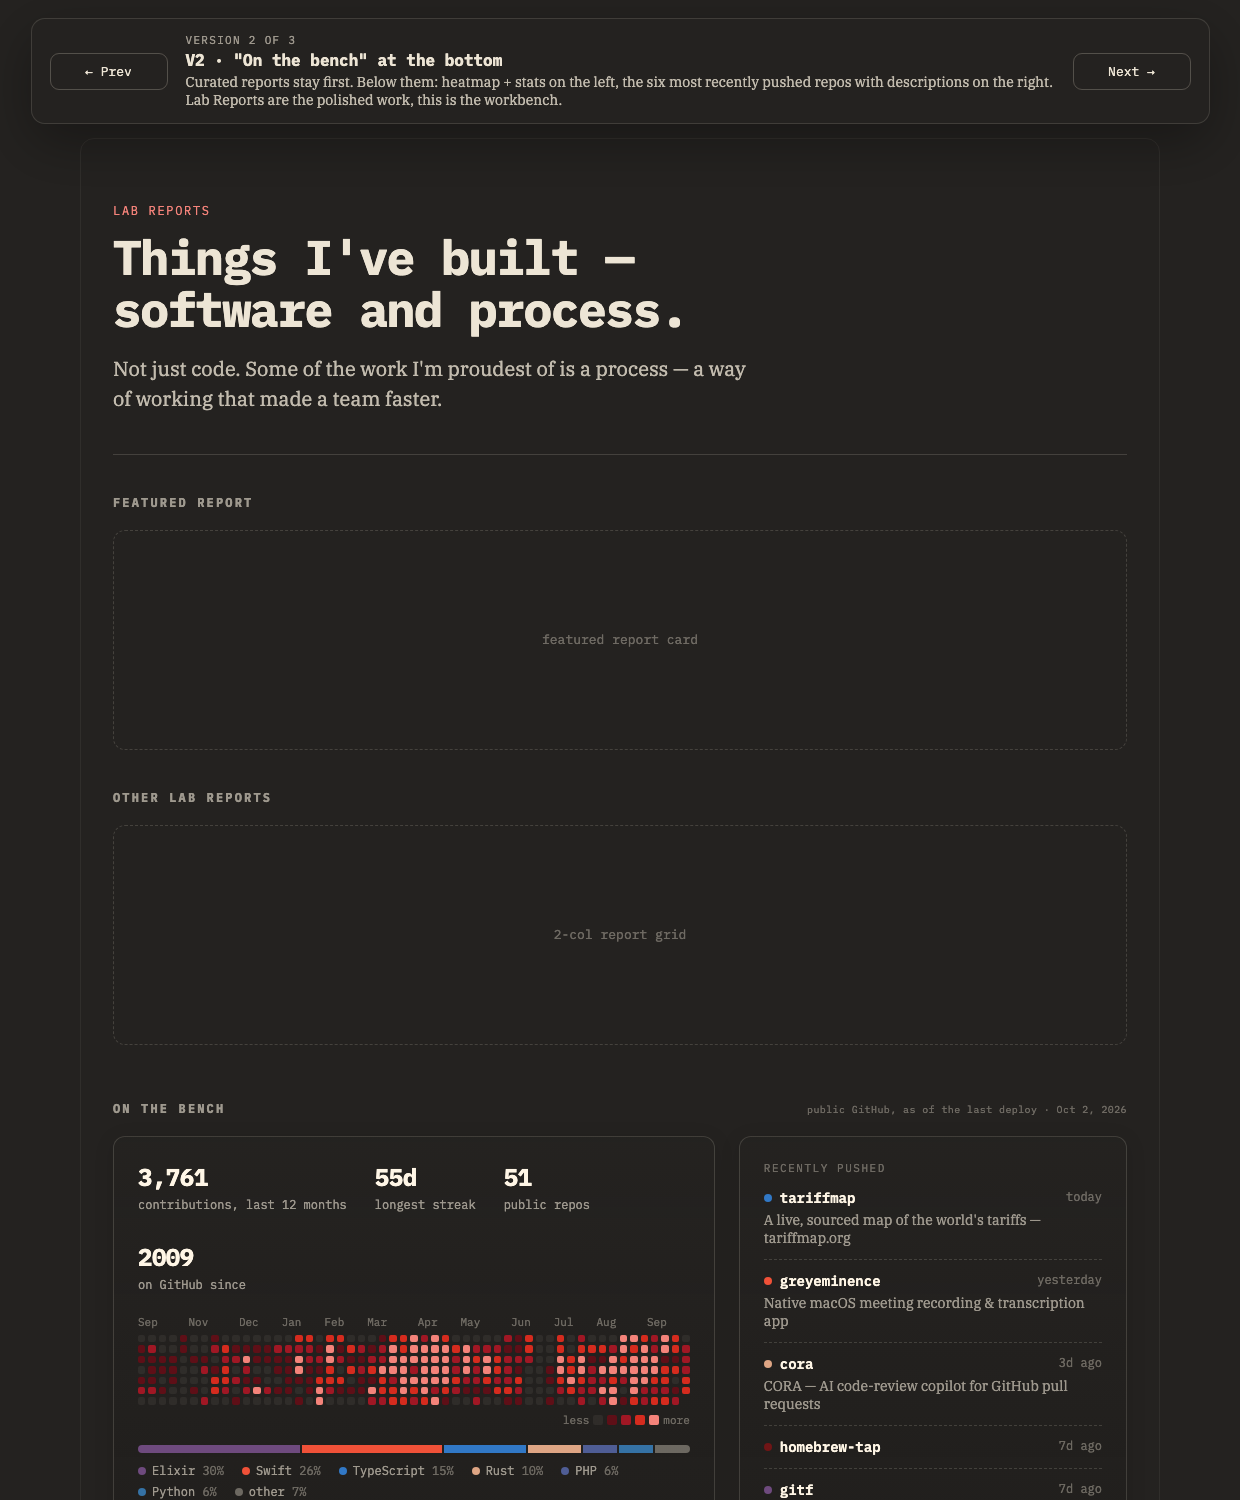 ← Prev
VERSION 2 OF 3
V2 · "On the bench" at the bottom
Curated reports stay first. Below them: heatmap + stats on the left, the six most recently pushed repos with descriptions on the right.
Lab Reports are the polished work, this is the workbench.
Next →
LAB REPORTS
Things I've built —
software and process.
Not just code. Some of the work I'm proudest of is a process — a way
of working that made a team faster.
FEATURED REPORT
featured report card
OTHER LAB REPORTS
2-col report grid
ON THE BENCH
public GitHub, as of the last deploy · Oct 2, 2026
3,761
contributions, last 12 months
55d
longest streak
51
public repos
2009
on GitHub since
Sep Nov Dec Jan Feb Mar Apr May Jun Jul Aug Sep
less more
Elixir 30% Swift 26% TypeScript 15% Rust 10% PHP 6%
Python 6% other 7%
RECENTLY PUSHED
tariffmap today
A live, sourced map of the world's tariffs —
tariffmap.org
greyeminence yesterday
Native macOS meeting recording & transcription
app
cora 3d ago
CORA — AI code-review copilot for GitHub pull
requests
homebrew-tap 7d ago
gitf 7d ago